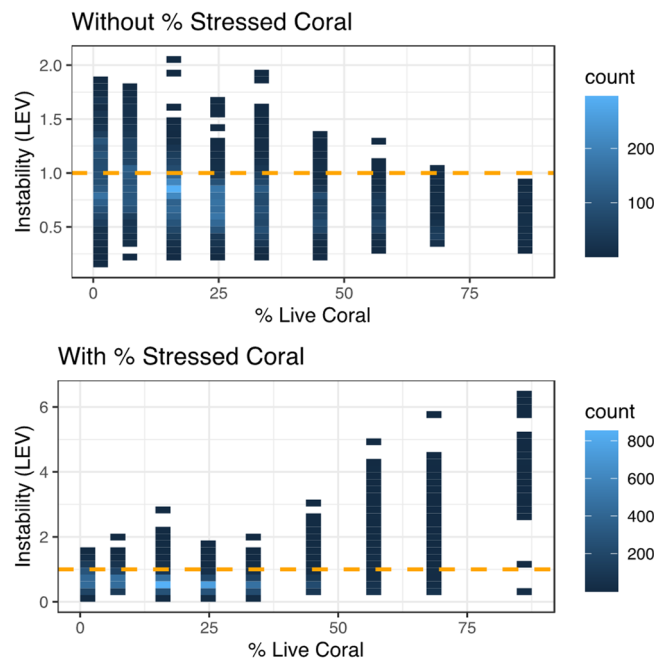 Without % Stressed Coral
2.0
1.5
1.0
0.5
Instability (LEV)
0
25
50
75
% Live Coral
count
200
100
With % Stressed Coral
6
4
2
0
Instability (LEV)
0
25
50
75
% Live Coral
count
800
600
400
200